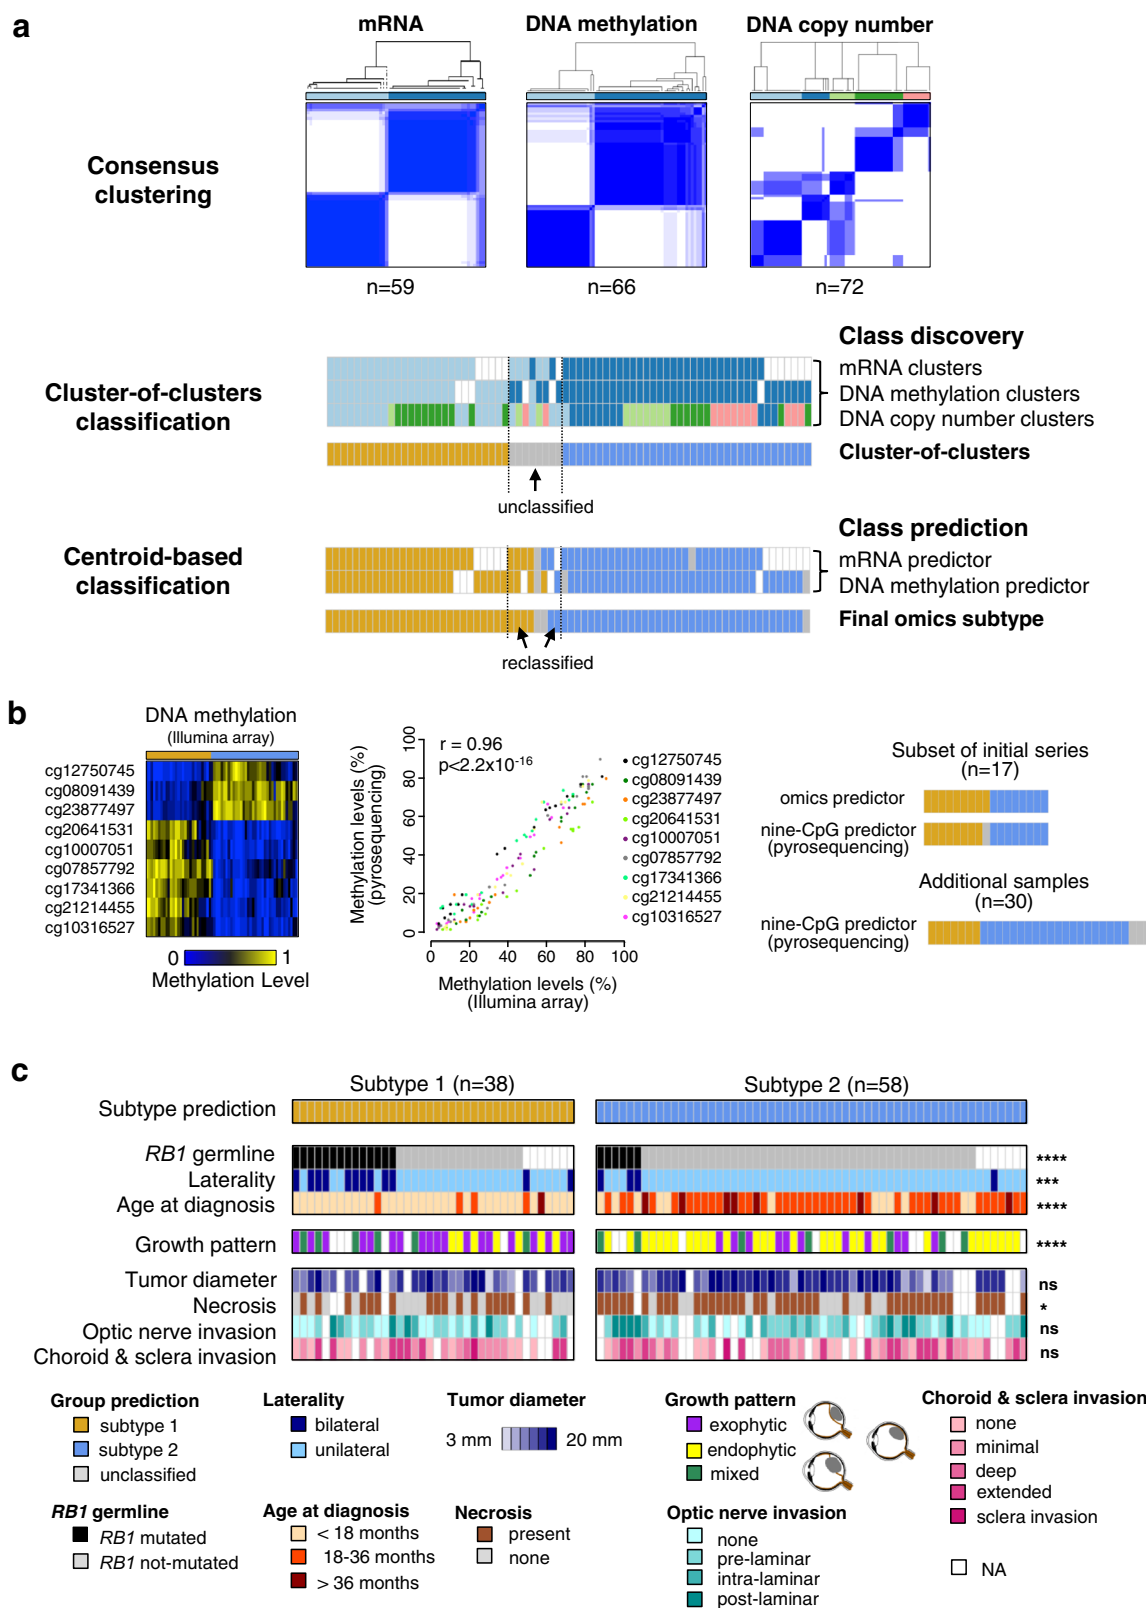 a
mRNA
DNA methylation
DNA copy number
Consensus
clustering
n=59
n=66
n=72
Class discovery
mRNA clusters
DNA methylation clusters
DNA copy number clusters
Cluster-of-clusters
classification
Cluster-of-clusters
unclassified
Class prediction
Centroid-based
classification
mRNA predictor
DNA methylation predictor
Final omics subtype
reclassified
b
DNA methylation
(Illumina array)
cg12750745
cg08091439
cg23877497
cg20641531
cg10007051
cg07857792
cg17341366
cg21214455
cg10316527
0
1
Methylation Level
Methylation levels (%)
(pyrosequencing)
100
80
60
40
20
0
r = 0.96
p<2.2x10-16
cg12750745
cg08091439
cg23877497
cg20641531
cg10007051
cg07857792
cg17341366
cg21214455
cg10316527
0 20 40 60 80 100
Methylation levels (%)
(Illumina array)
Subset of initial series
(n=17)
omics predictor
nine-CpG predictor
(pyrosequencing)
Additional samples
(n=30)
nine-CpG predictor
(pyrosequencing)
c
Subtype 1 (n=38)
Subtype 2 (n=58)
Subtype prediction
RB1 germline ****
Laterality ***
Age at diagnosis ****
Growth pattern ****
Tumor diameter ns
Necrosis *
Optic nerve invasion ns
Choroid & sclera invasion ns
Group prediction
subtype 1
subtype 2
unclassified
RB1 germline
RB1 mutated
RB1 not-mutated
Laterality
bilateral
unilateral
Age at diagnosis
< 18 months
18-36 months
> 36 months
Tumor diameter
3 mm 20 mm
Necrosis
present
none
Growth pattern
exophytic
endophytic
mixed
Optic nerve invasion
none
pre-laminar
intra-laminar
post-laminar
Choroid & sclera invasion
none
minimal
deep
extended
sclera invasion
NA